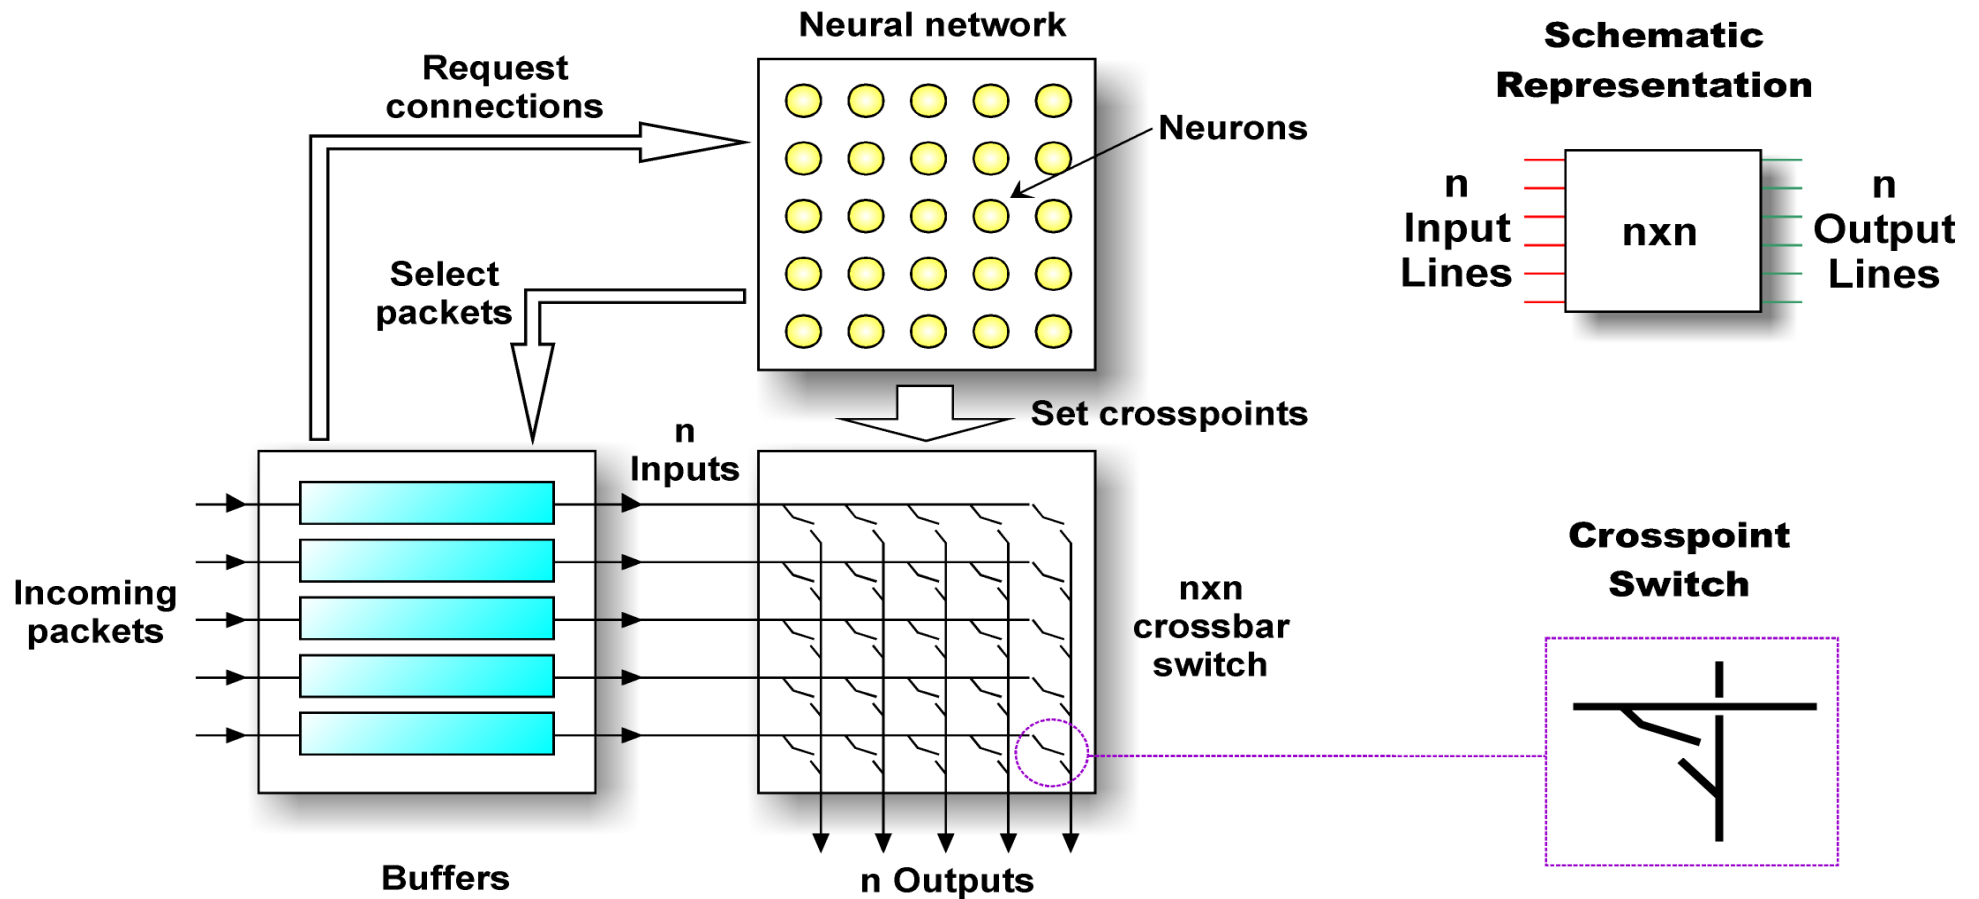 Neural network
Request
connections
Neurons
Select
packets
Set crosspoints
n
Inputs
Incoming
packets
nxn
crossbar
switch
Buffers
n Outputs
Schematic
Representation
n
Input
Lines
nxn
n
Output
Lines
Crosspoint
Switch